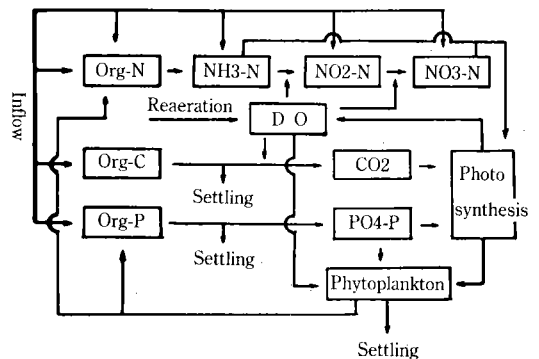 Org-N
NH3-N
NO2-N
NO3-N
Inflow
Reaeration
D O
Org-C
CO2
Photo
synthesis
Settling
Org-P
PO4-P
Settling
Phytoplankton
Settling